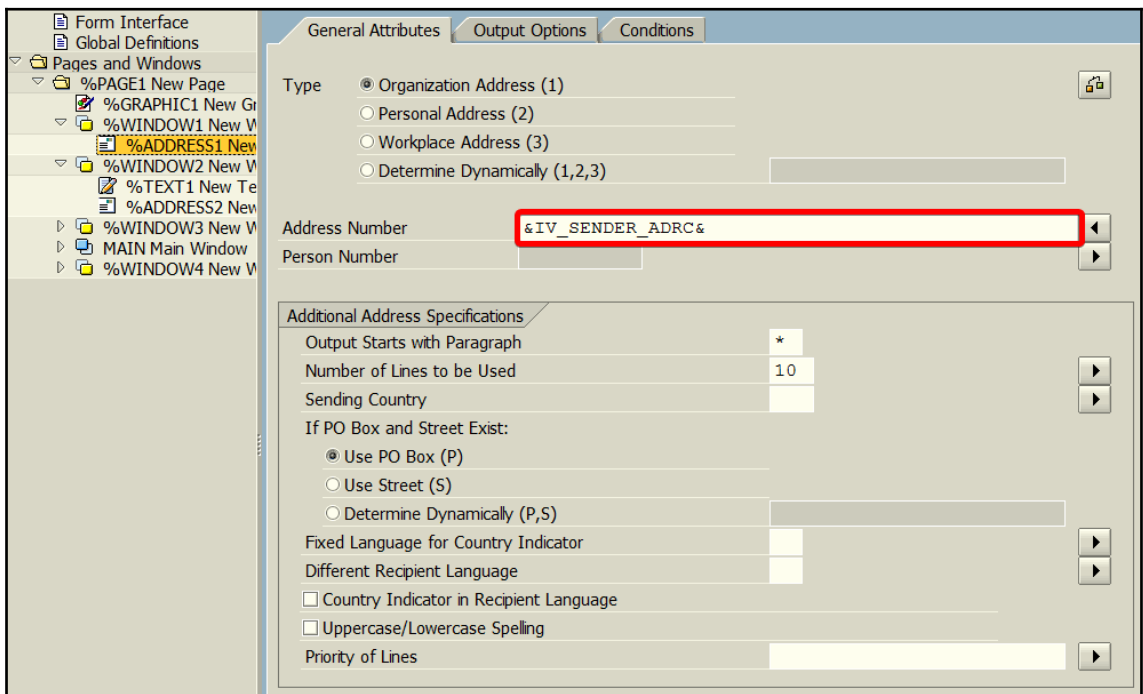 Form Interface
Global Definitions
Pages and Windows
%PAGE1 New Page
%GRAPHIC1 New Gr
%WINDOW1 New W
%ADDRESS1 New
%WINDOW2 New W
%TEXT1 New Te
%ADDRESS2 New
%WINDOW3 New W
MAIN Main Window
%WINDOW4 New W
General Attributes
Output Options
Conditions
Type
Organization Address (1)
Personal Address (2)
Workplace Address (3)
Determine Dynamically (1,2,3)
Address Number &IV_SENDER_ADRC&
Person Number
Additional Address Specifications
Output Starts with Paragraph *
Number of Lines to be Used 10
Sending Country
If PO Box and Street Exist:
Use PO Box (P)
Use Street (S)
Determine Dynamically (P,S)
Fixed Language for Country Indicator
Different Recipient Language
Country Indicator in Recipient Language
Uppercase/Lowercase Spelling
Priority of Lines